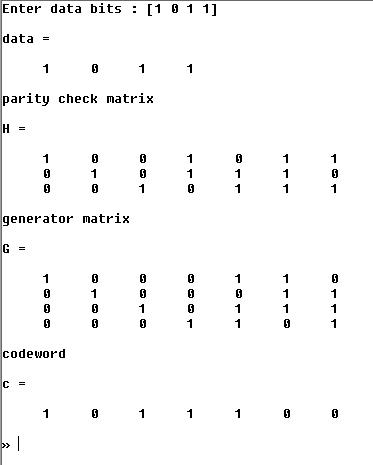 Enter data bits : [1 0 1 1]
data =
1 0 1 1
parity check matrix
H =
1 0 0 1 0 1 1
0 1 0 1 1 1 0
0 0 1 0 1 1 1
generator matrix
G =
1 0 0 0 1 1 0
0 1 0 0 0 1 1
0 0 1 0 1 1 1
0 0 0 1 1 0 1
codeword
c =
1 0 1 1 1 0 0
»